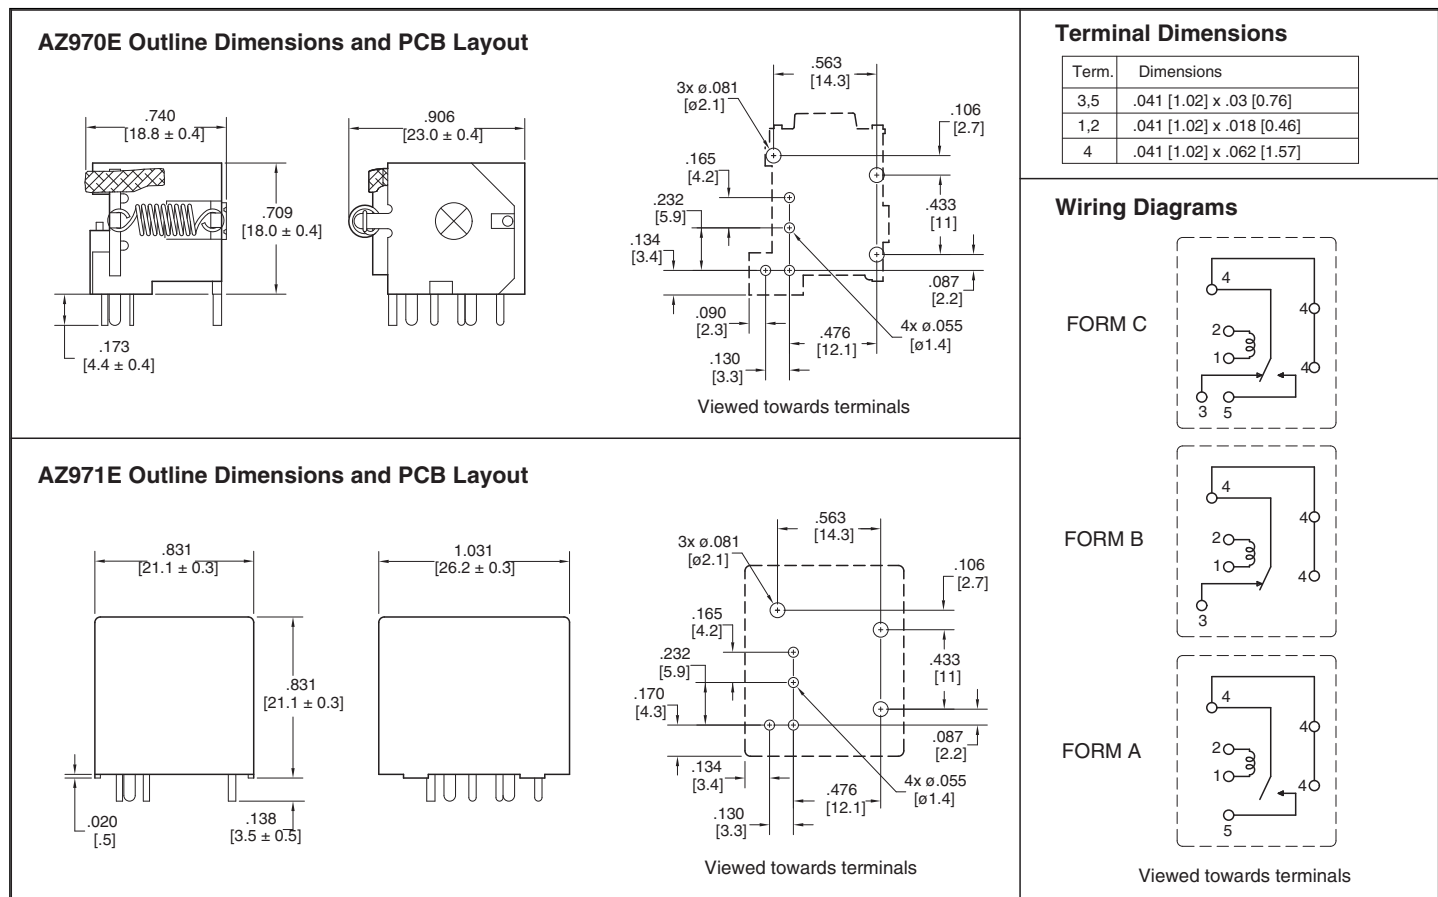 AZ970E Outline Dimensions and PCB Layout
.740
[18.8 ± 0.4]
.906
[23.0 ± 0.4]
.709
[18.0 ± 0.4]
.173
[4.4 ± 0.4]
.563
[14.3]
3x ø.081
[ø2.1]
.106
[2.7]
.165
[4.2]
.232
[5.9]
.433
[11]
.134
[3.4]
.087
[2.2]
.090
[2.3]
.476
[12.1]
4x ø.055
[ø1.4]
.130
[3.3]
Viewed towards terminals
AZ971E Outline Dimensions and PCB Layout
.831
[21.1 ± 0.3]
1.031
[26.2 ± 0.3]
.831
[21.1 ± 0.3]
.020
[.5]
.138
[3.5 ± 0.5]
.563
[14.3]
3x ø.081
[ø2.1]
.106
[2.7]
.165
[4.2]
.232
[5.9]
.433
[11]
.170
[4.3]
.087
[2.2]
.134
[3.4]
.476
[12.1]
4x ø.055
[ø1.4]
.130
[3.3]
Viewed towards terminals
Terminal Dimensions
Term. Dimensions
3,5 .041 [1.02] x .03 [0.76]
1,2 .041 [1.02] x .018 [0.46]
4 .041 [1.02] x .062 [1.57]
Wiring Diagrams
FORM C
4
4
2
1
4
3 5
FORM B
4
4
2
1
4
3
FORM A
4
4
2
1
4
5
Viewed towards terminals